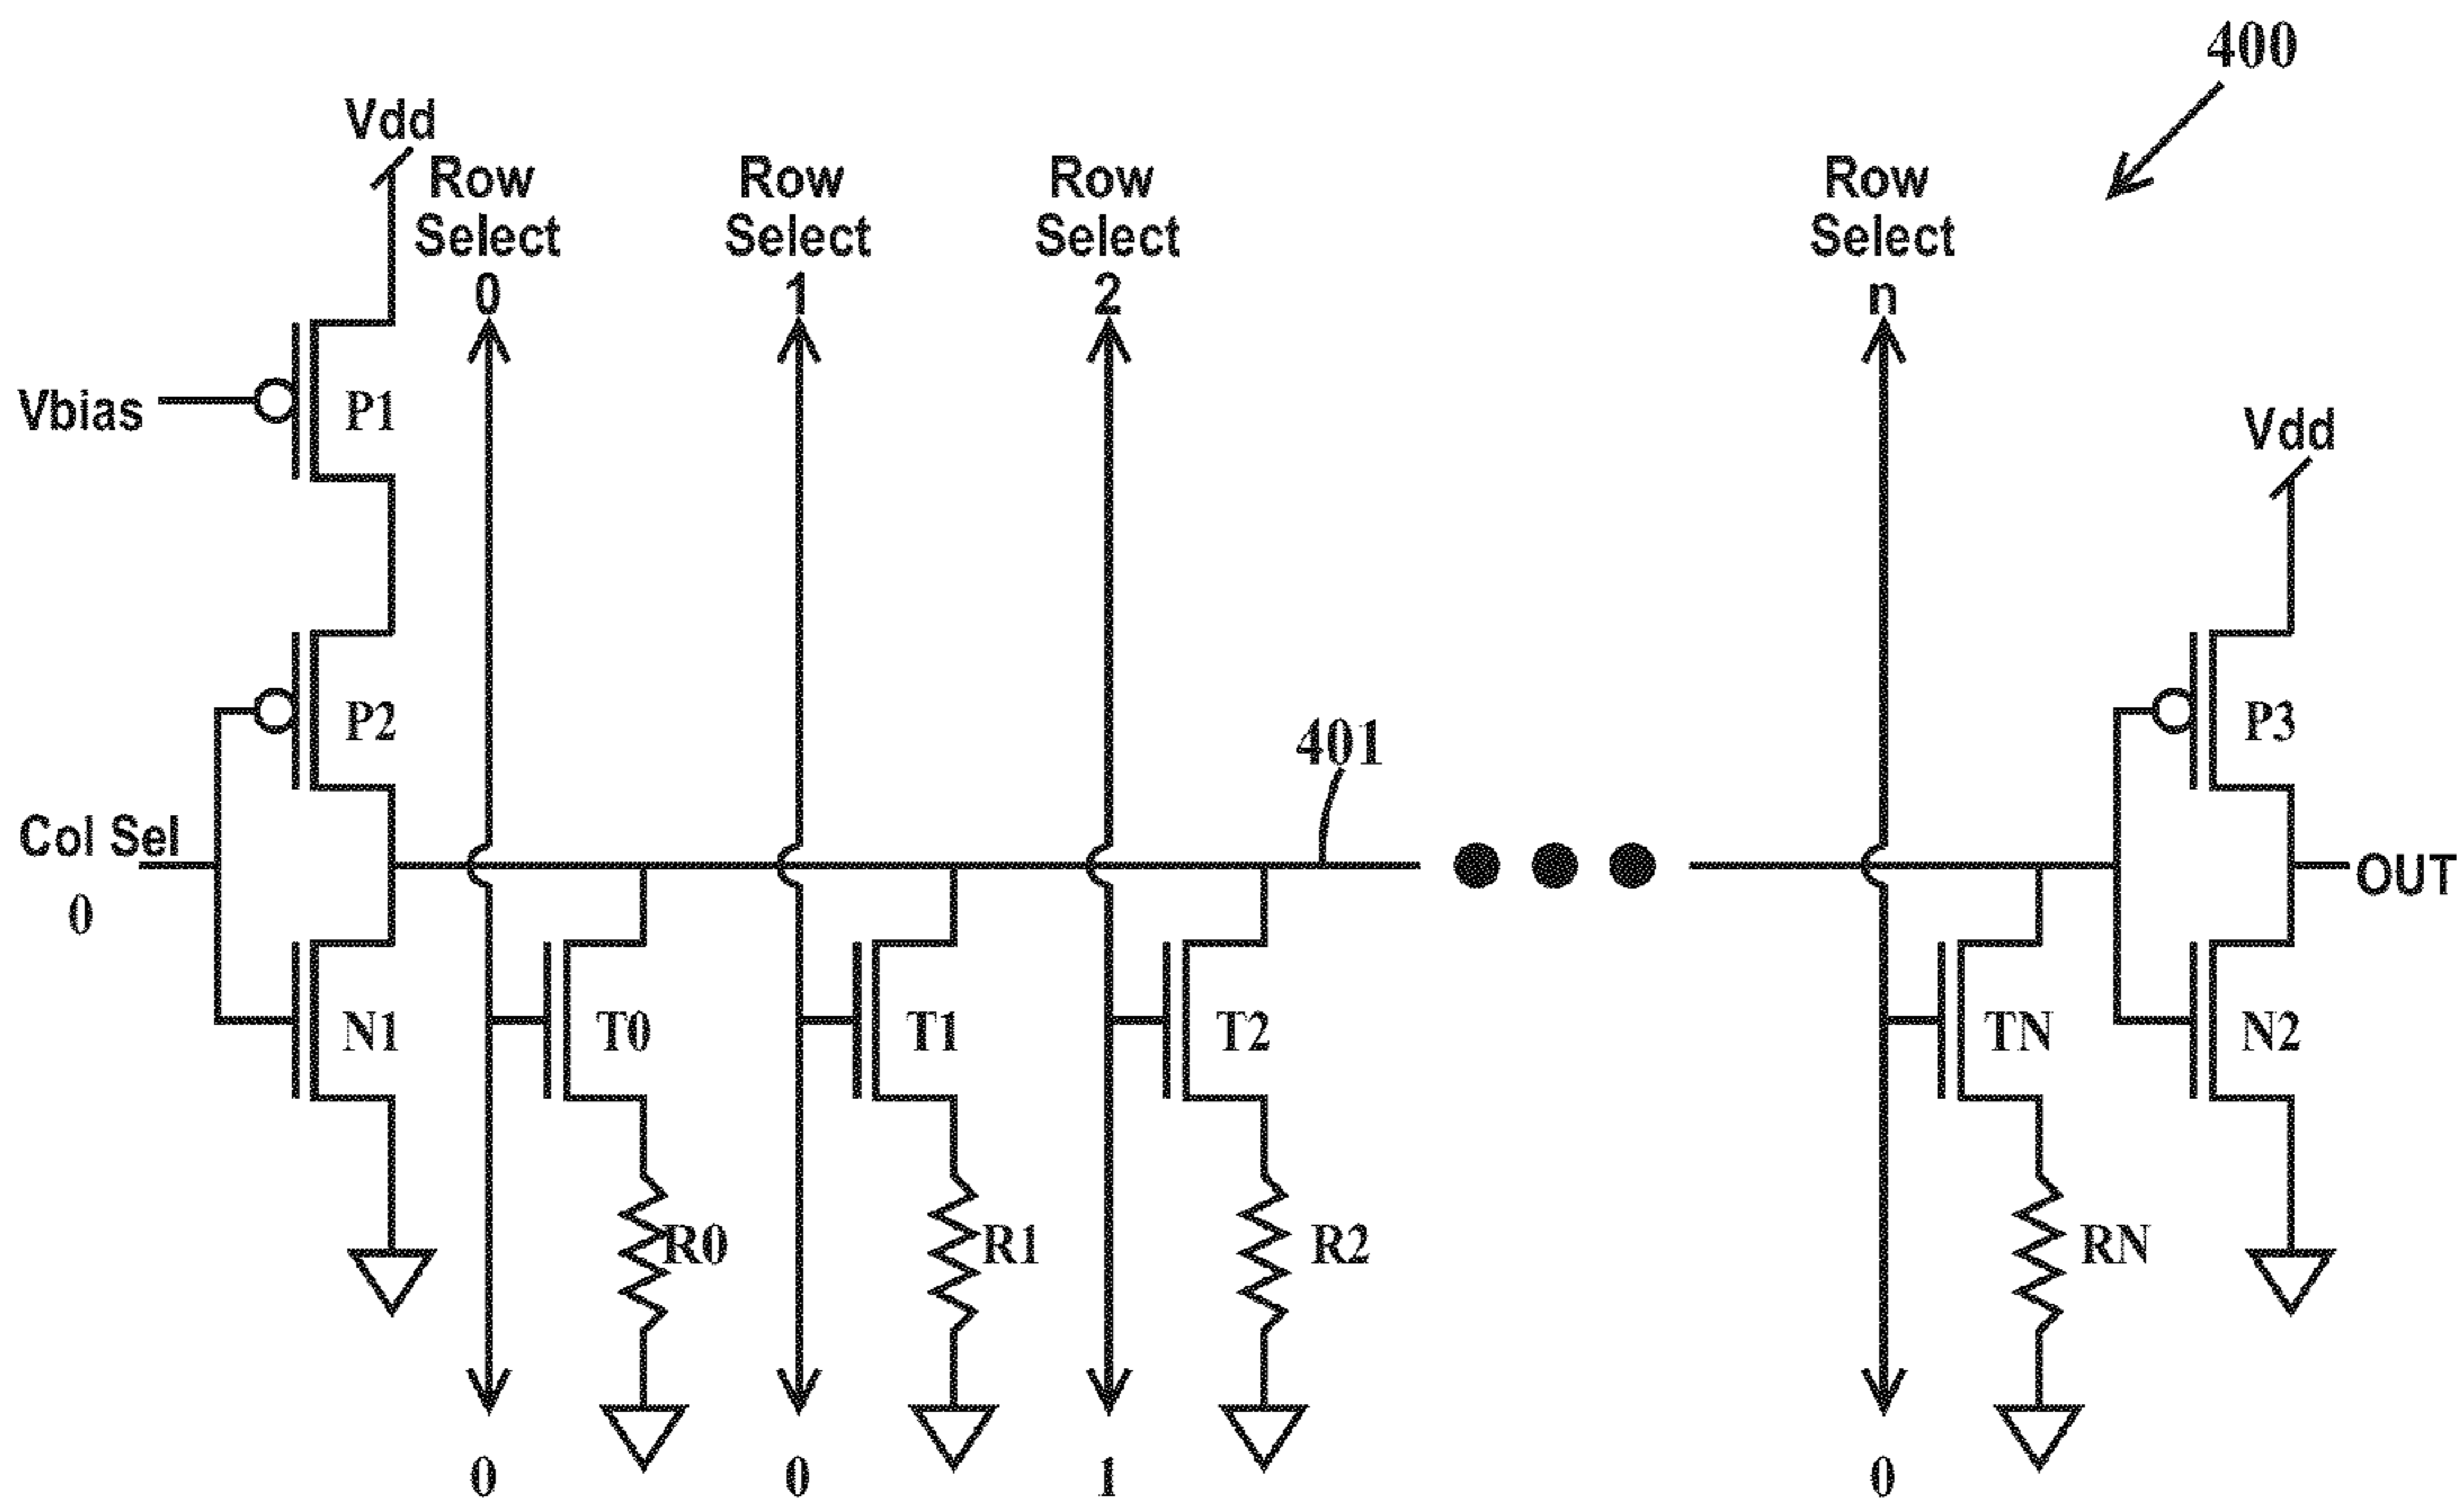 400
Vdd
Row Select 0
Row Select 1
Row Select 2
Row Select n
Vbias
P1
Vdd
P2
P3
401
Col Sel
0
OUT
N1
T0
T1
T2
TN
N2
R0
R1
R2
RN
0
0
1
0